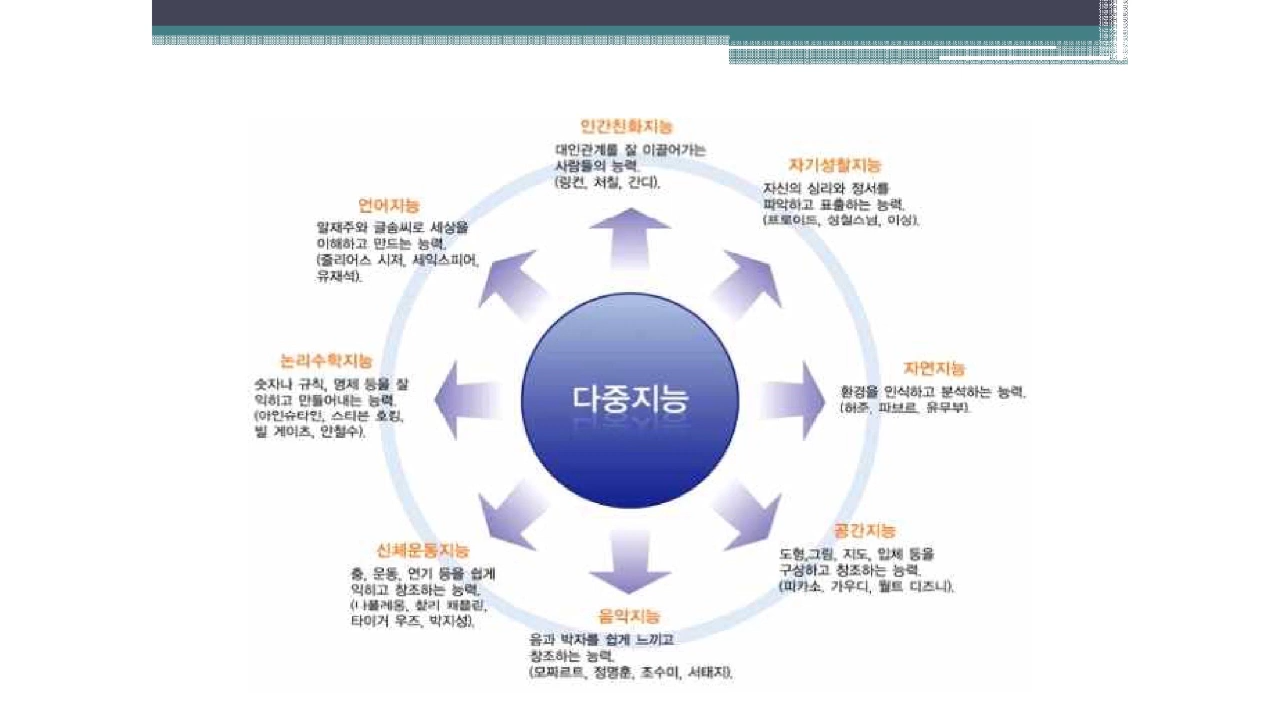 인간친화지능
대인관계를 잘 이끌어가는
사람들의 능력.
(링컨, 처칠, 간디).
자기성찰지능
자신의 심리와 정서를
파악하고 표출하는 능력.
(프로이트, 성철스님, 이상).
언어지능
말재주와 글솜씨로 세상을
이해하고 만드는 능력.
(줄리어스 시저, 세익스피어,
유재석).
논리수학지능
숫자나 규칙, 명제 등을 잘
익히고 만들어내는 능력.
(아인슈타인, 스티븐 호킹,
빌 게이츠, 안철수).
다중지능
자연지능
환경을 인식하고 분석하는 능력.
(허준, 파브르, 윤무부).
신체운동지능
춤, 운동, 연기 등을 쉽게
익히고 창조하는 능력.
(나폴레옹, 찰리 채플린,
타이거 우즈, 박지성).
공간지능
도형,그림, 지도, 입체 등을
구상하고 창조하는 능력.
(피카소, 가우디, 월트 디즈니).
음악지능
음과 박자를 쉽게 느끼고
창조하는 능력.
(모짜르트, 정명훈, 조수미, 서태지).